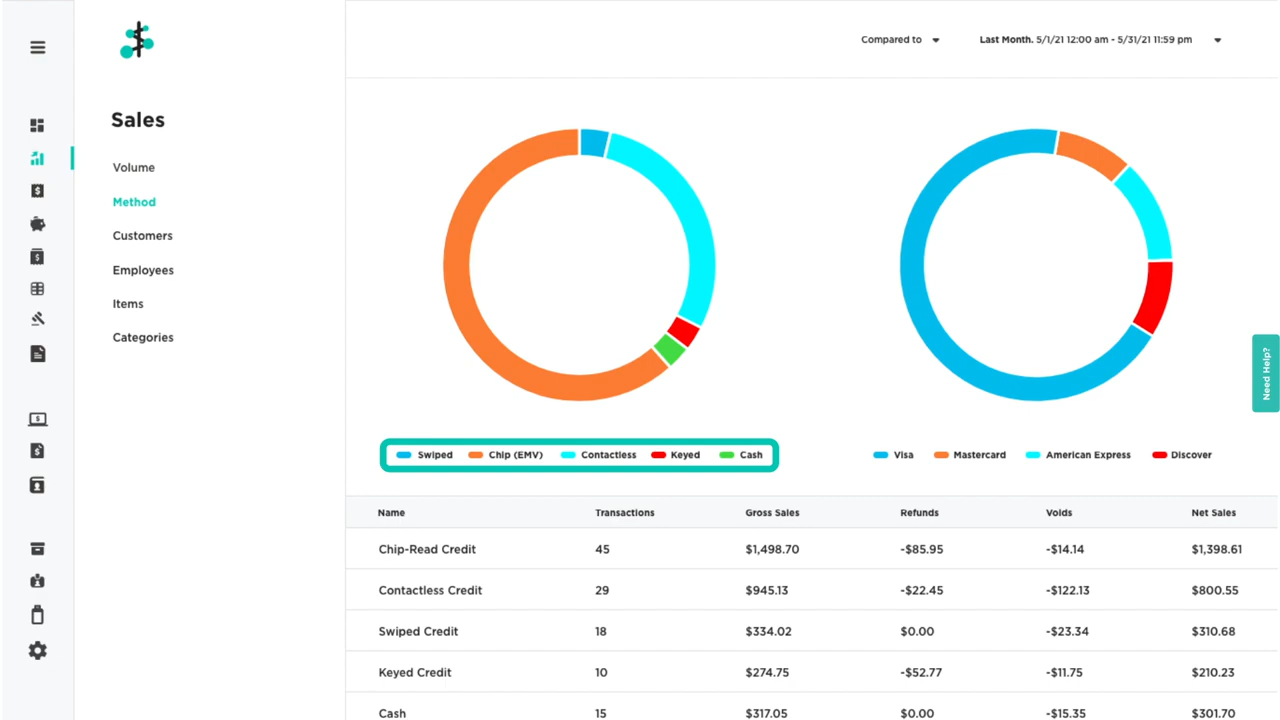 Compared to
Last Month. 5/1/21 12:00 am - 5/31/21 11:59 pm
Sales
Volume
Method
Customers
Employees
Items
Categories
Need Help?
Swiped Chip (EMV) Contactless Keyed Cash
Visa Mastercard American Express Discover
Name Transactions Gross Sales Refunds Voids Net Sales
Chip-Read Credit 45 $1,498.70 -$85.95 -$14.14 $1,398.61
Contactless Credit 29 $945.13 -$22.45 -$122.13 $800.55
Swiped Credit 18 $334.02 $0.00 -$23.34 $310.68
Keyed Credit 10 $274.75 -$52.77 -$11.75 $210.23
Cash 15 $317.05 $0.00 -$15.35 $301.70